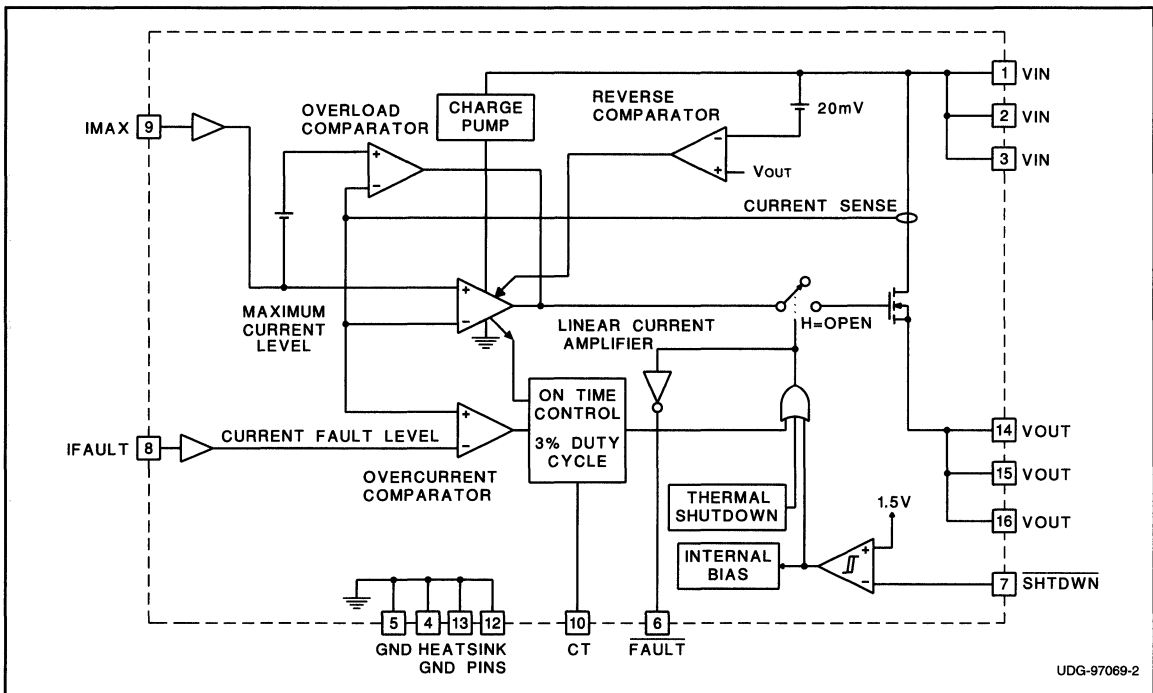 1 VIN
20mV
2 VIN
3 VIN
IMAX 9
OVERLOAD
COMPARATOR
CHARGE
PUMP
REVERSE
COMPARATOR
+
−
−
+
VOUT
CURRENT SENSE
+
−
MAXIMUM
CURRENT
LEVEL
LINEAR CURRENT
AMPLIFIER
H=OPEN
IFAULT 8
CURRENT FAULT LEVEL
+
−
OVERCURRENT
COMPARATOR
ON TIME
CONTROL
3% DUTY
CYCLE
14 VOUT
15 VOUT
16 VOUT
THERMAL
SHUTDOWN
1.5V
INTERNAL
BIAS
+
−
7 SHTDWN
5 4 13 12 10 6
GND HEATSINK
GND PINS
CT
FAULT
UDG-97069-2